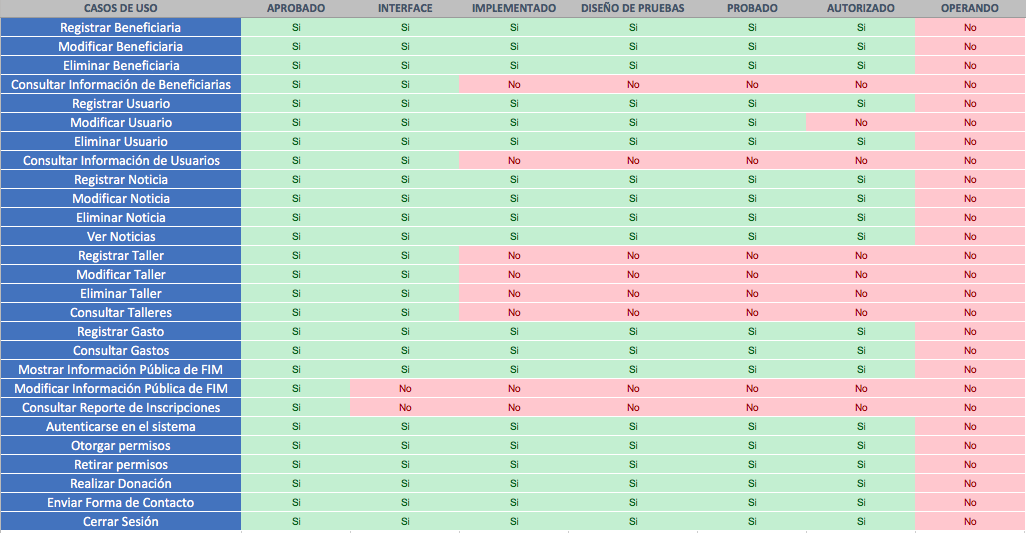 CASOS DE USO APROBADO INTERFACE IMPLEMENTADO DISEÑO DE PRUEBAS PROBADO AUTORIZADO OPERANDO
Registrar Beneficiaria Si Si Si Si Si Si No
Modificar Beneficiaria Si Si Si Si Si Si No
Eliminar Beneficiaria Si Si Si Si Si Si No
Consultar Información de Beneficiarias Si Si No No No No No
Registrar Usuario Si Si Si Si Si Si No
Modificar Usuario Si Si Si Si Si No No
Eliminar Usuario Si Si Si Si Si Si No
Consultar Información de Usuarios Si Si No No No No No
Registrar Noticia Si Si Si Si Si Si No
Modificar Noticia Si Si Si Si Si Si No
Eliminar Noticia Si Si Si Si Si Si No
Ver Noticias Si Si Si Si Si Si No
Registrar Taller Si Si No No No No No
Modificar Taller Si Si No No No No No
Eliminar Taller Si Si No No No No No
Consultar Talleres Si Si No No No No No
Registrar Gasto Si Si Si Si Si Si No
Consultar Gastos Si Si Si Si Si Si No
Mostrar Información Pública de FIM Si Si Si Si Si Si No
Modificar Información Pública de FIM Si No No No No No No
Consultar Reporte de Inscripciones Si No No No No No No
Autenticarse en el sistema Si Si Si Si Si Si No
Otorgar permisos Si Si Si Si Si Si No
Retirar permisos Si Si Si Si Si Si No
Realizar Donación Si Si Si Si Si Si No
Enviar Forma de Contacto Si Si Si Si Si Si No
Cerrar Sesión Si Si Si Si Si Si No